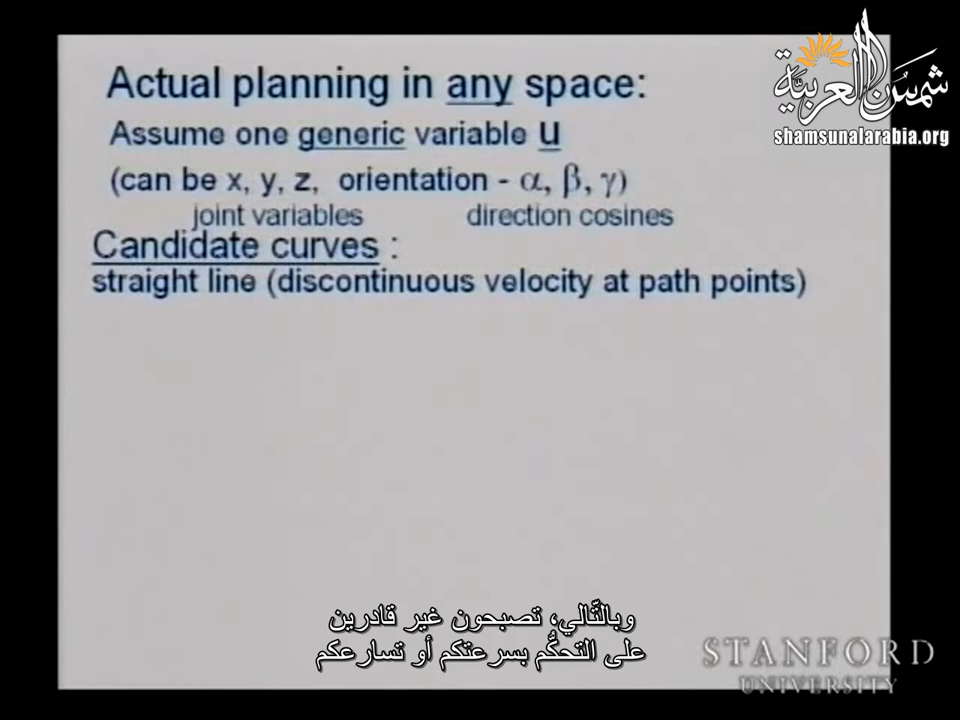 Actual planning in any space:
شمس العربية
shamsunalarabia.org
Assume one generic variable u
(can be x, y, z, orientation - α, β, γ)
joint variables direction cosines
Candidate curves :
straight line (discontinuous velocity at path points)
وبالتَّالي، تصبحون غير قادرين
على التحكُّم بسرعتكم أو تسارعكم
STANFORD
UNIVERSITY